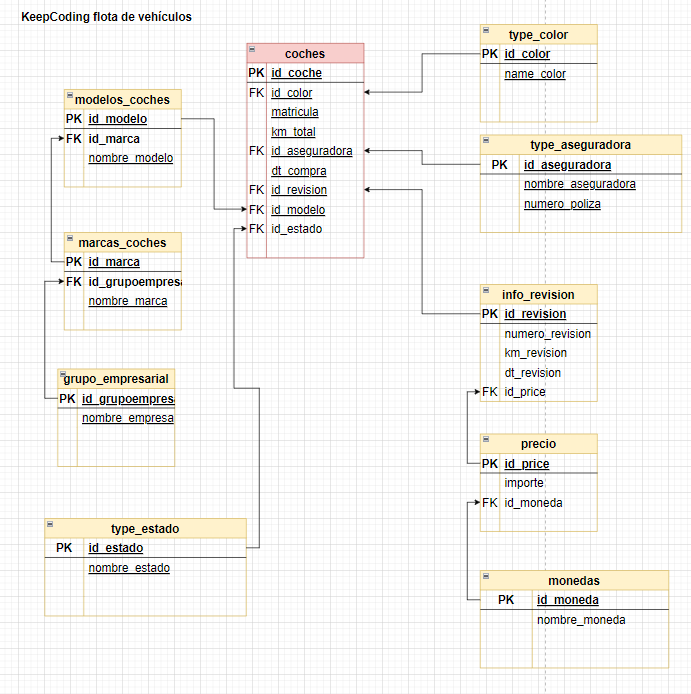 KeepCoding flota de vehículos
coches
PK id_coche
FK id_color
matricula
km_total
FK id_aseguradora
dt_compra
FK id_revision
FK id_modelo
FK id_estado
type_color
PK id_color
name_color
modelos_coches
PK id_modelo
FK id_marca
nombre_modelo
type_aseguradora
PK id_aseguradora
nombre_aseguradora
numero_poliza
marcas_coches
PK id_marca
FK id_grupoempresa
nombre_marca
info_revision
PK id_revision
numero_revision
km_revision
dt_revision
FK id_price
grupo_empresarial
PK id_grupoempresa
nombre_empresa
precio
PK id_price
importe
FK id_moneda
type_estado
PK id_estado
nombre_estado
monedas
PK id_moneda
nombre_moneda